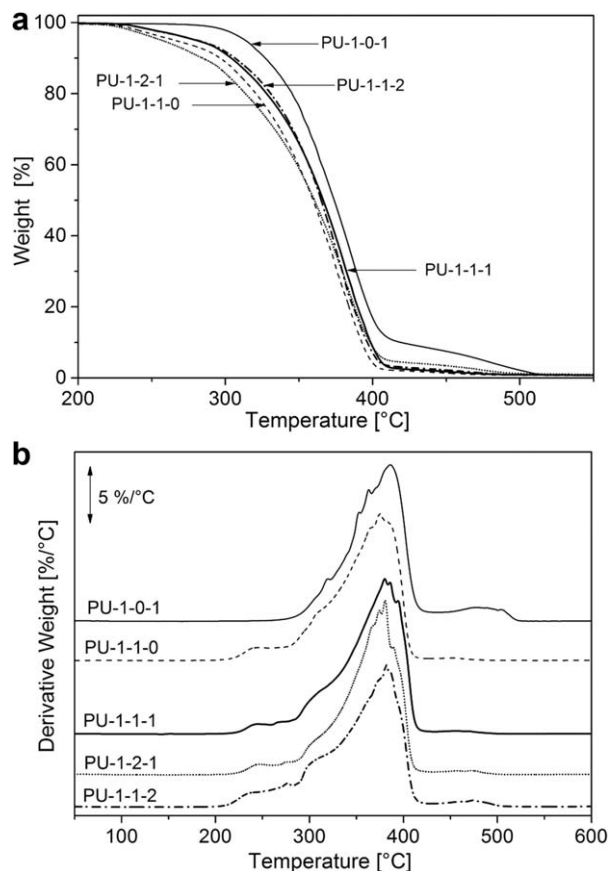 a
100
80
60
40
20
0
Weight [%]
PU-1-0-1
PU-1-2-1
PU-1-1-2
PU-1-1-0
PU-1-1-1
200
300
400
500
Temperature [°C]
b
5 %/°C
Derivative Weight [%/°C]
PU-1-0-1
PU-1-1-0
PU-1-1-1
PU-1-2-1
PU-1-1-2
100
200
300
400
500
600
Temperature [°C]